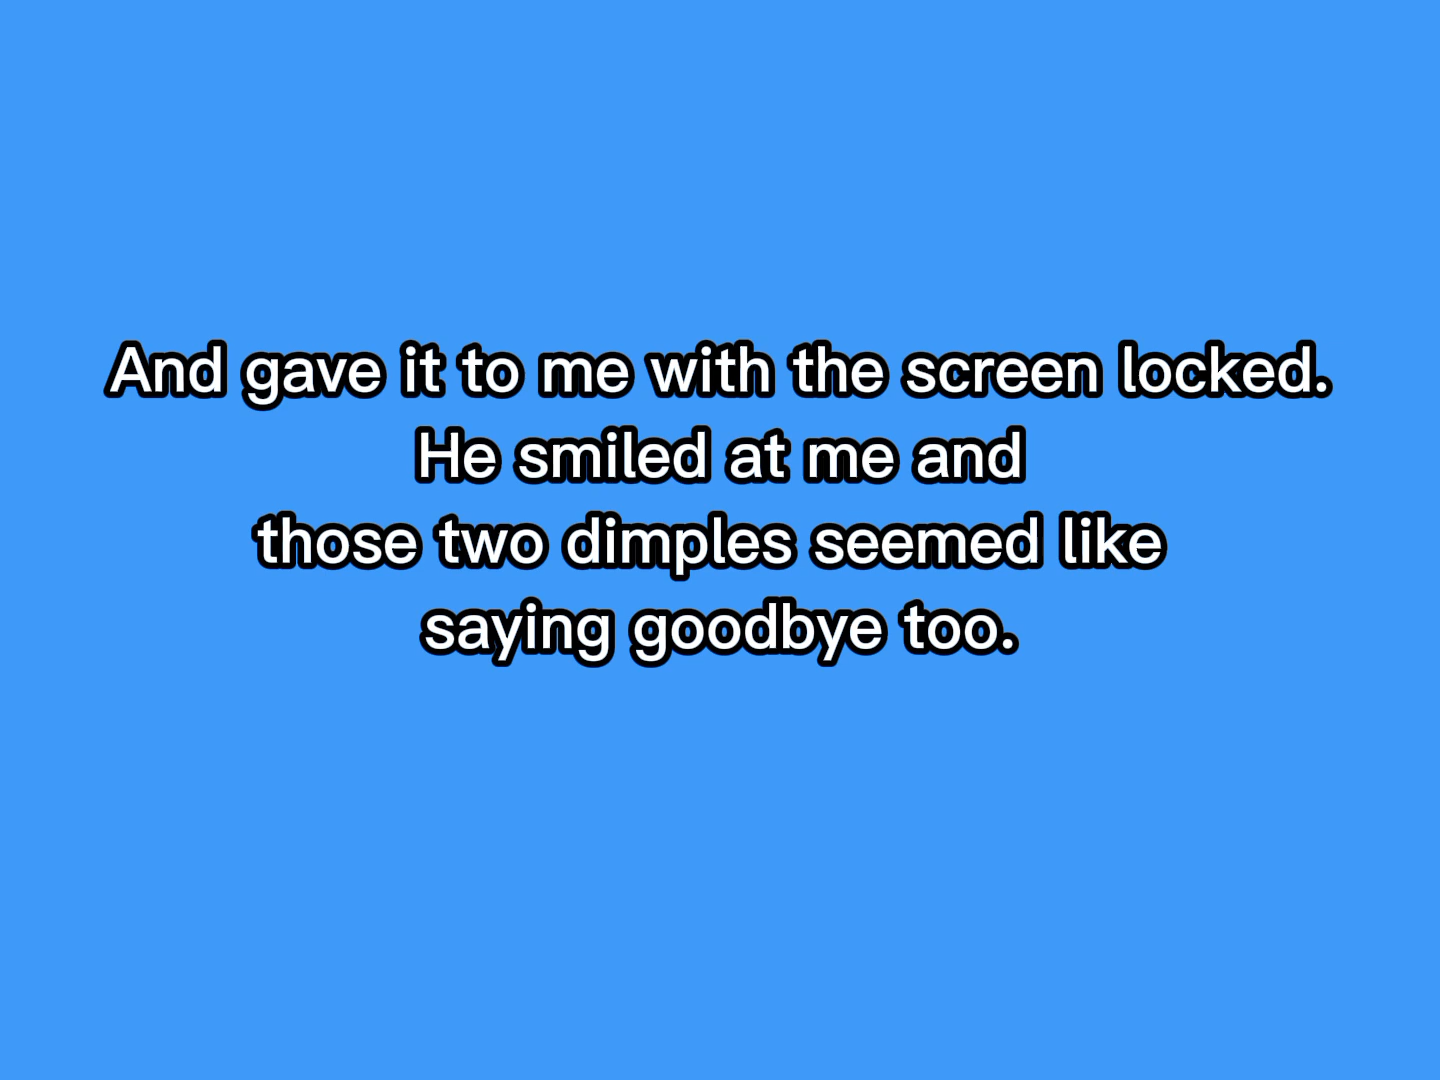 And gave it to me with the screen locked.
He smiled at me and
those two dimples seemed like
saying goodbye too.